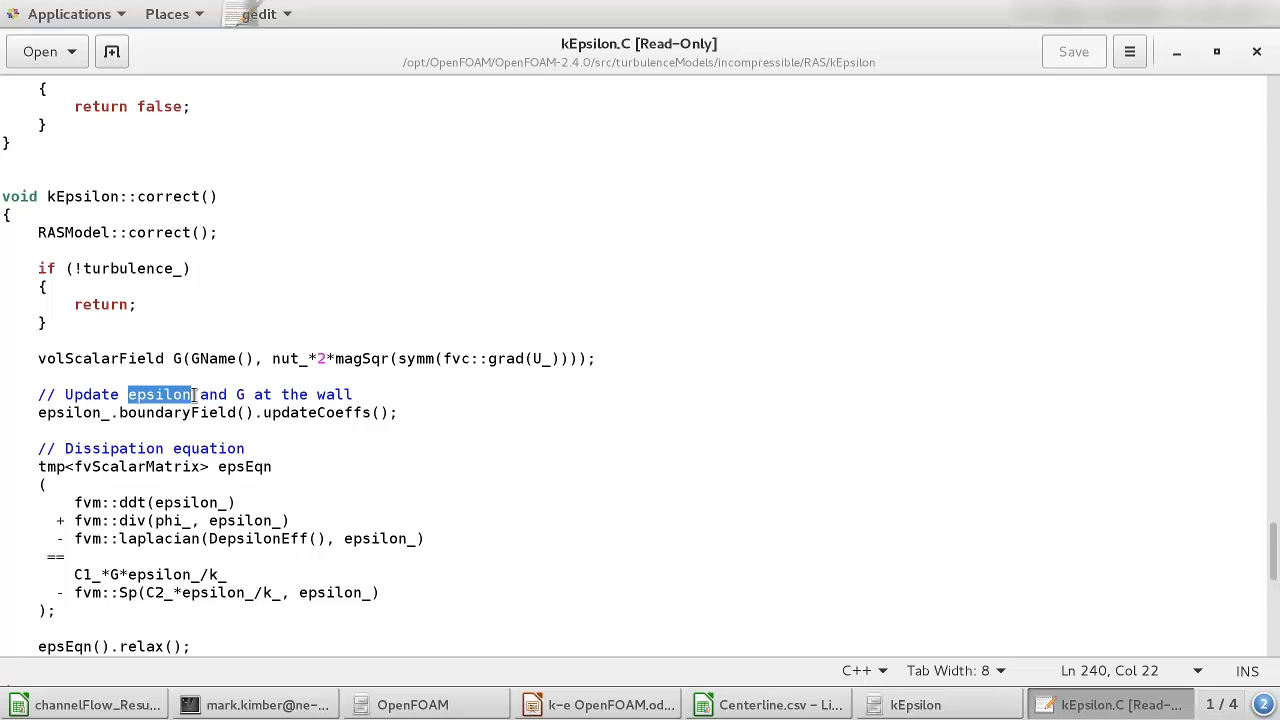 Applications Places gedit
Open kEpsilon.C [Read-Only] Save
/opt/OpenFOAM/OpenFOAM-2.4.0/src/turbulenceModels/incompressible/RAS/kEpsilon
{
return false;
}
}
void kEpsilon::correct()
{
RASModel::correct();
if (!turbulence_)
{
return;
}
volScalarField G(GName(), nut_*2*magSqr(symm(fvc::grad(U_))));
// Update epsilon and G at the wall
epsilon_.boundaryField().updateCoeffs();
// Dissipation equation
tmp<fvScalarMatrix> epsEqn
(
fvm::ddt(epsilon_)
+ fvm::div(phi_, epsilon_)
- fvm::laplacian(DepsilonEff(), epsilon_)
==
C1_*G*epsilon_/k_
- fvm::Sp(C2_*epsilon_/k_, epsilon_)
);
epsEqn().relax();
C++ Tab Width: 8 Ln 240, Col 22 INS
channelFlow_Resu... mark.kimber@ne-... OpenFOAM k-e OpenFOAM.od... Centerline.csv – Li... kEpsilon kEpsilon.C [Read-... 1 / 4 2